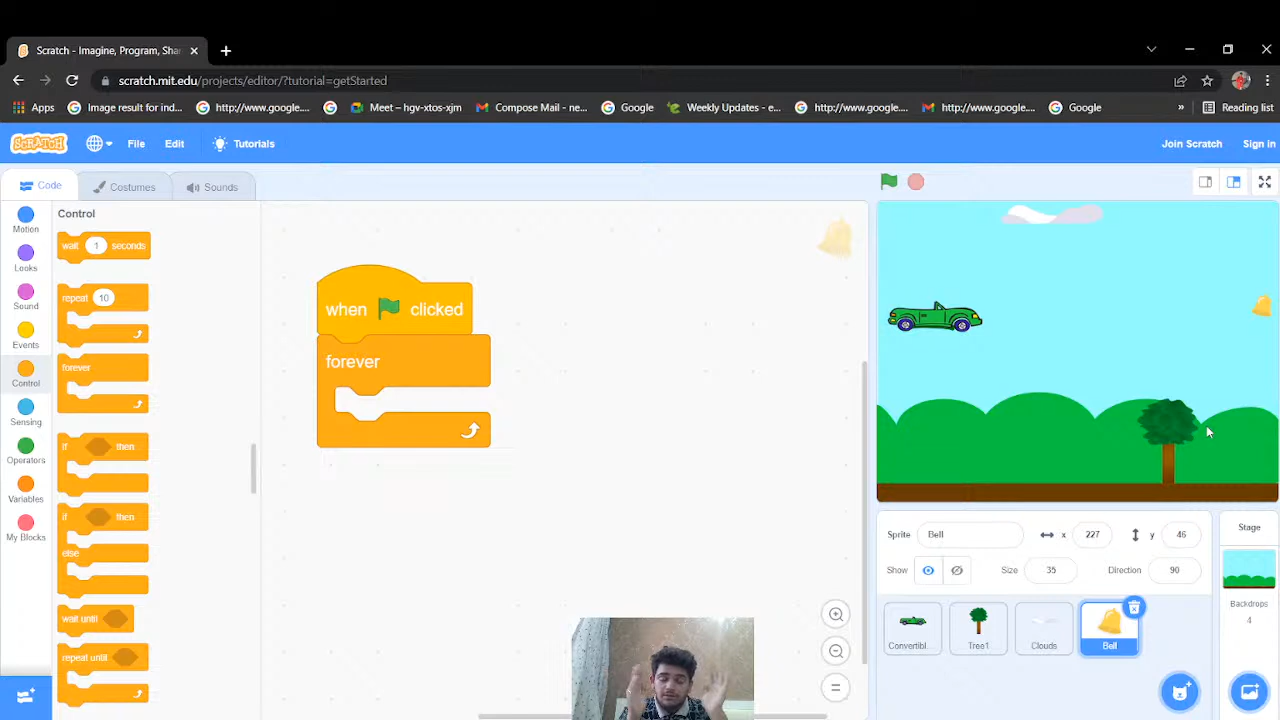 Scratch - Imagine, Program, Sha
scratch.mit.edu/projects/editor/?tutorial=getStarted
Apps
Image result for ind...
http://www.google....
Meet – hgv-xtos-xjm
Compose Mail - ne...
Google
Weekly Updates - e...
http://www.google....
http://www.google...
Google
»
Reading list
SCRATCH
File
Edit
Tutorials
Join Scratch
Sign in
Code
Costumes
Sounds
Motion
Looks
Sound
Events
Control
Sensing
Operators
Variables
My Blocks
Control
wait 1 seconds
repeat 10
forever
if then
if then
else
wait until
repeat until
when clicked
forever
Sprite Bell x 227 y 46
Show Size 35 Direction 90
Convertibl...
Tree1
Clouds
Bell
Stage
Backdrops
4